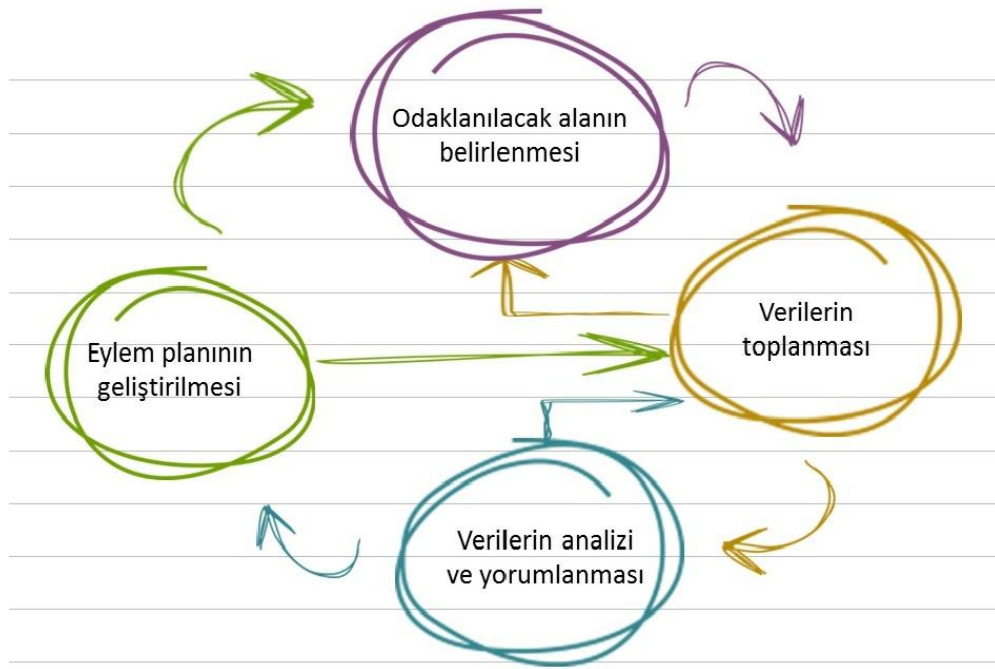 Odaklanılacak alanın
belirlenmesi
Verilerin
toplanması
Eylem planının
geliştirilmesi
Verilerin analizi
ve yorumlanması